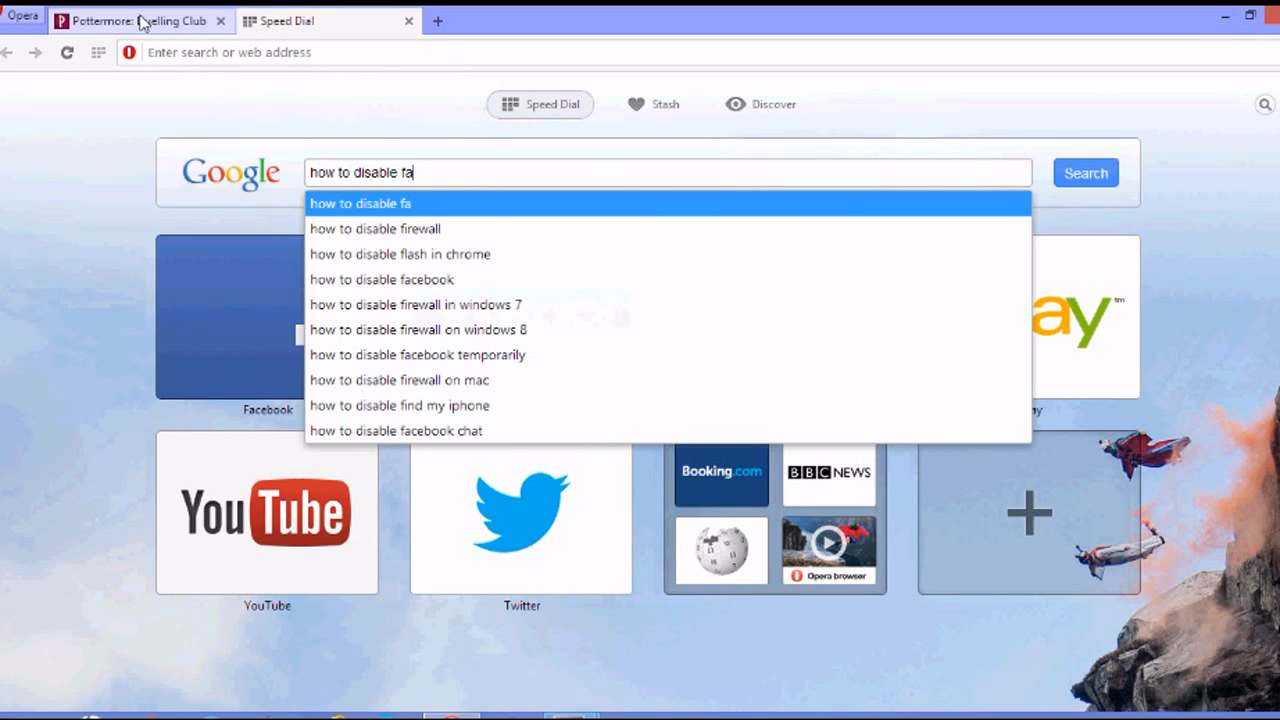 Opera
Pottermore: Duelling Club
Speed Dial
Enter search or web address
Speed Dial
Stash
Discover
Google
how to disable fa
Search
how to disable fa
how to disable firewall
how to disable flash in chrome
how to disable facebook
how to disable firewall in windows 7
how to disable firewall on windows 8
how to disable facebook temporarily
how to disable firewall on mac
how to disable find my iphone
how to disable facebook chat
ay™
Facebook
ay
YouTube
Booking.com
BBC NEWS
Opera browser
YouTube
Twitter